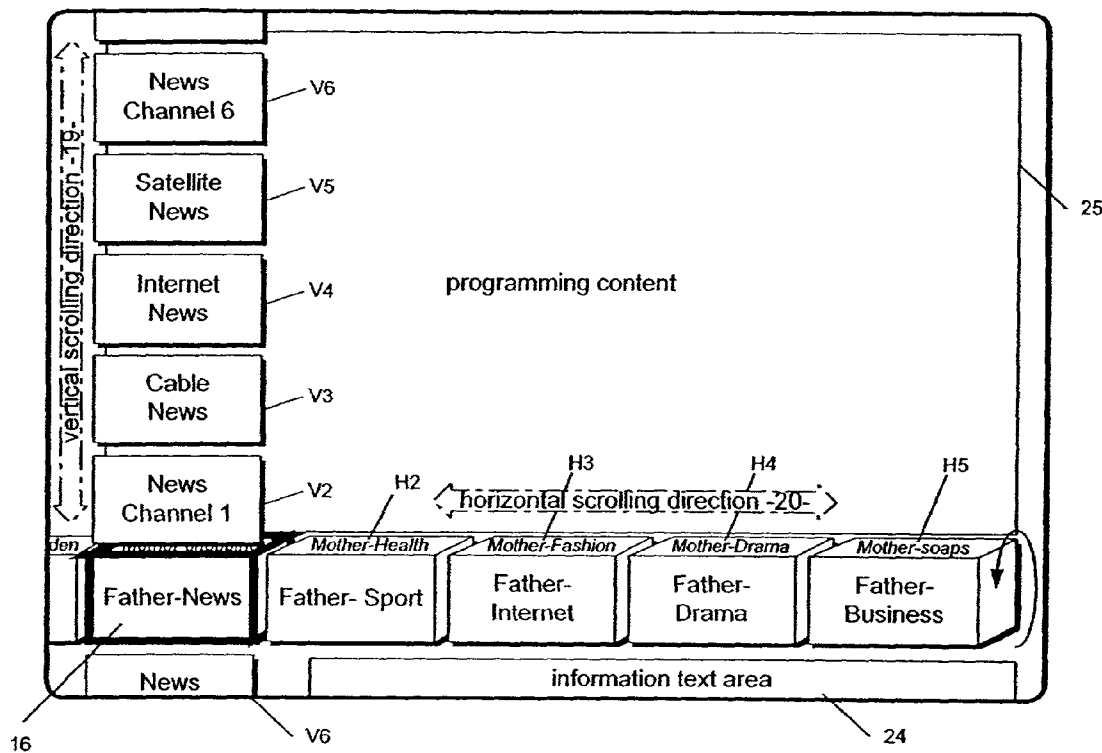 News
Channel 6
V6
Satellite
News
V5
25
vertical scrolling direction -19-
Internet
News
V4
programming content
Cable
News
V3
News
Channel 1
V2
H2
H3
H4
H5
horizontal scrolling direction -20-
den
Mother-Health
Mother-Fashion
Mother-Drama
Mother-soaps
Father-News
Father- Sport
Father-
Internet
Father-
Drama
Father-
Business
News
information text area
16
V6
24